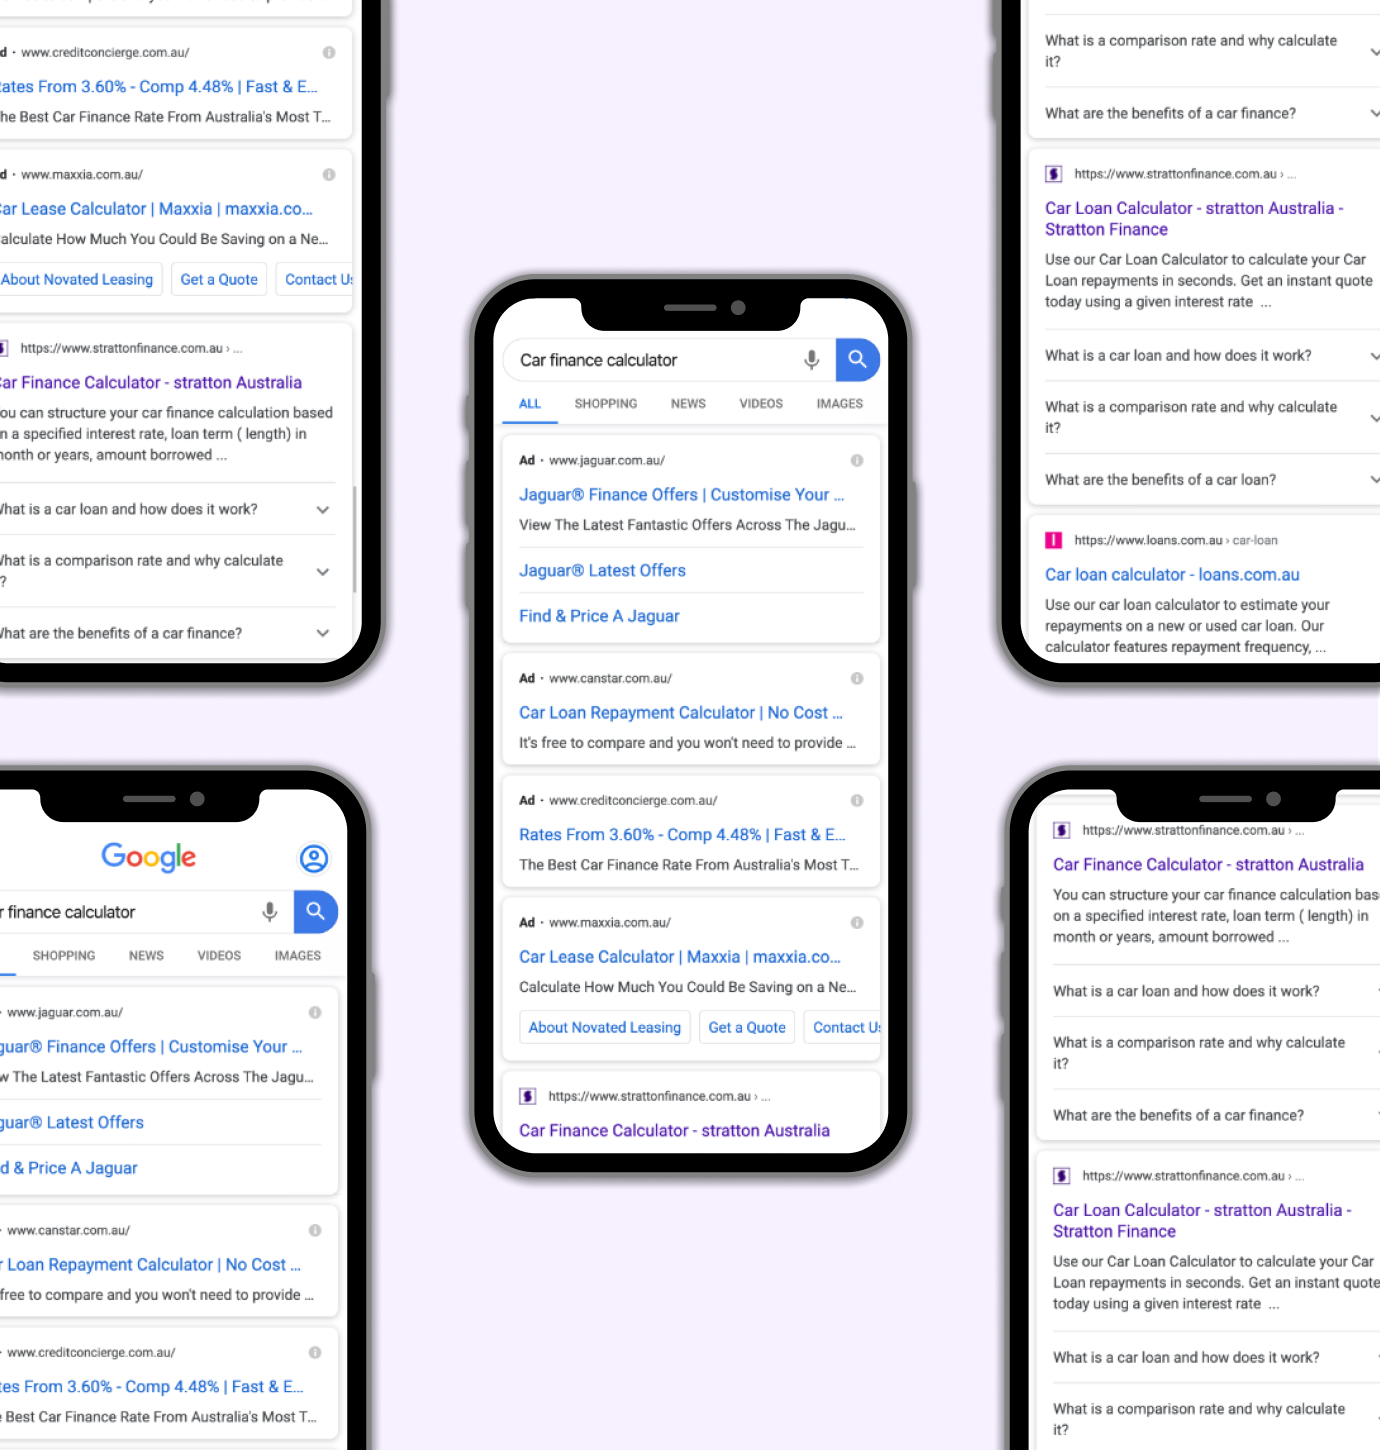 d · www.creditconcierge.com.au/
ates From 3.60% - Comp 4.48% | Fast & E...
he Best Car Finance Rate From Australia's Most T...
d · www.maxxia.com.au/
ar Lease Calculator | Maxxia | maxxia.co...
alculate How Much You Could Be Saving on a Ne...
About Novated Leasing
Get a Quote
Contact Us
https://www.strattonfinance.com.au › ...
ar Finance Calculator - stratton Australia
ou can structure your car finance calculation based
n a specified interest rate, loan term ( length) in
month or years, amount borrowed ...
What is a car loan and how does it work?
What is a comparison rate and why calculate
?
What are the benefits of a car finance?
Google
r finance calculator
SHOPPING NEWS VIDEOS IMAGES
· www.jaguar.com.au/
guar® Finance Offers | Customise Your ...
w The Latest Fantastic Offers Across The Jagu...
guar® Latest Offers
d & Price A Jaguar
· www.canstar.com.au/
r Loan Repayment Calculator | No Cost ...
free to compare and you won't need to provide ...
· www.creditconcierge.com.au/
tes From 3.60% - Comp 4.48% | Fast & E...
e Best Car Finance Rate From Australia's Most T...
Car finance calculator
ALL SHOPPING NEWS VIDEOS IMAGES
Ad · www.jaguar.com.au/
Jaguar® Finance Offers | Customise Your ...
View The Latest Fantastic Offers Across The Jagu...
Jaguar® Latest Offers
Find & Price A Jaguar
Ad · www.canstar.com.au/
Car Loan Repayment Calculator | No Cost ...
It's free to compare and you won't need to provide ...
Ad · www.creditconcierge.com.au/
Rates From 3.60% - Comp 4.48% | Fast & E...
The Best Car Finance Rate From Australia's Most T...
Ad · www.maxxia.com.au/
Car Lease Calculator | Maxxia | maxxia.co...
Calculate How Much You Could Be Saving on a Ne...
About Novated Leasing
Get a Quote
Contact Us
https://www.strattonfinance.com.au › ...
Car Finance Calculator - stratton Australia
What is a comparison rate and why calculate
it?
What are the benefits of a car finance?
https://www.strattonfinance.com.au › ...
Car Loan Calculator - stratton Australia -
Stratton Finance
Use our Car Loan Calculator to calculate your Car
Loan repayments in seconds. Get an instant quote
today using a given interest rate ...
What is a car loan and how does it work?
What is a comparison rate and why calculate
it?
What are the benefits of a car loan?
https://www.loans.com.au › car-loan
Car loan calculator - loans.com.au
Use our car loan calculator to estimate your
repayments on a new or used car loan. Our
calculator features repayment frequency, ...
https://www.strattonfinance.com.au › ...
Car Finance Calculator - stratton Australia
You can structure your car finance calculation bas
on a specified interest rate, loan term ( length) in
month or years, amount borrowed ...
What is a car loan and how does it work?
What is a comparison rate and why calculate
it?
What are the benefits of a car finance?
https://www.strattonfinance.com.au › ...
Car Loan Calculator - stratton Australia -
Stratton Finance
Use our Car Loan Calculator to calculate your Car
Loan repayments in seconds. Get an instant quote
today using a given interest rate ...
What is a car loan and how does it work?
What is a comparison rate and why calculate
it?